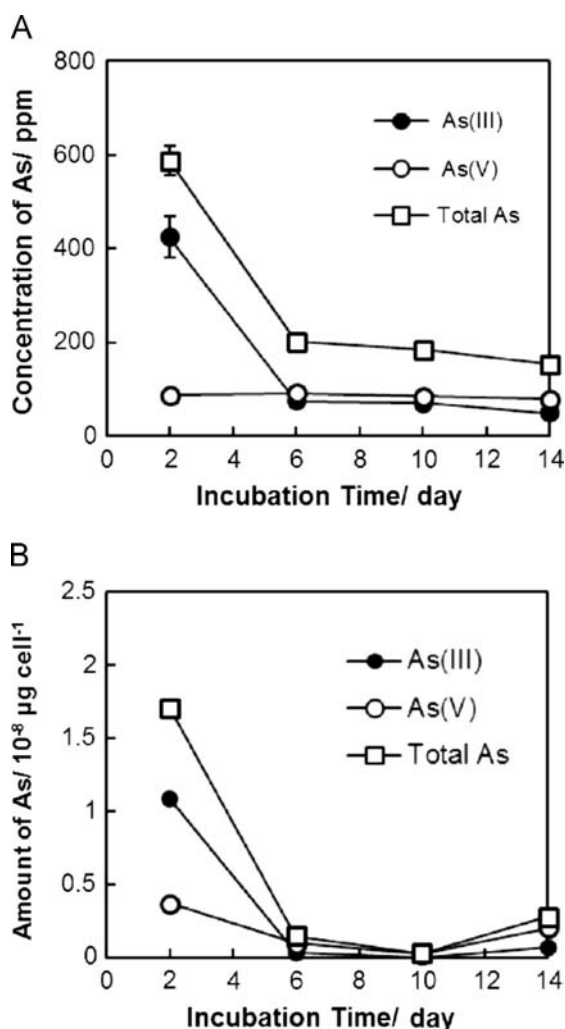 A
Concentration of As/ ppm
800
600
400
200
0
As(III)
As(V)
Total As
0 2 4 6 8 10 12 14
Incubation Time/ day
B
Amount of As/ 10⁻⁸ µg cell⁻¹
2.5
2
1.5
1
0.5
0
As(III)
As(V)
Total As
0 2 4 6 8 10 12 14
Incubation Time/ day